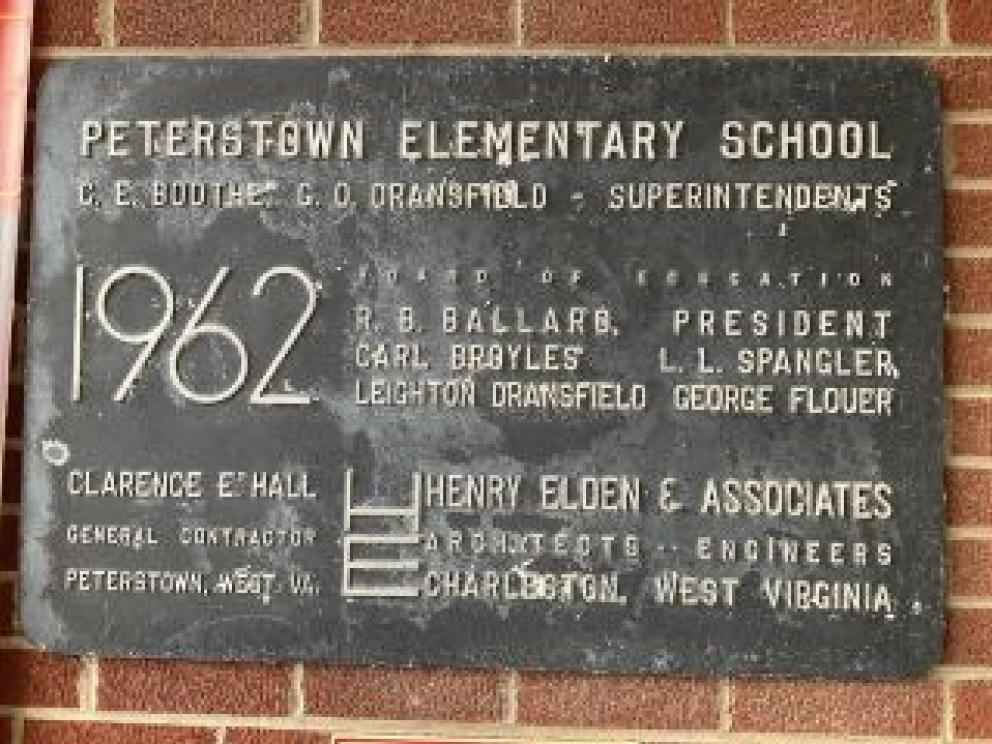 PETERSTOWN ELEMENTARY SCHOOL
C. E. BOOTHE, G. O. DRANSFIELD - SUPERINTENDENTS
1962
BOARD OF EDUCATION
R. B. BALLARD, PRESIDENT
CARL BROYLES L. L. SPANGLER
LEIGHTON DRANSFIELD GEORGE FLOUER
CLARENCE E. HALL
GENERAL CONTRACTOR
PETERSTOWN, WEST VA.
HENRY ELDEN & ASSOCIATES
ARCHITECTS - ENGINEERS
CHARLESTON, WEST VIRGINIA